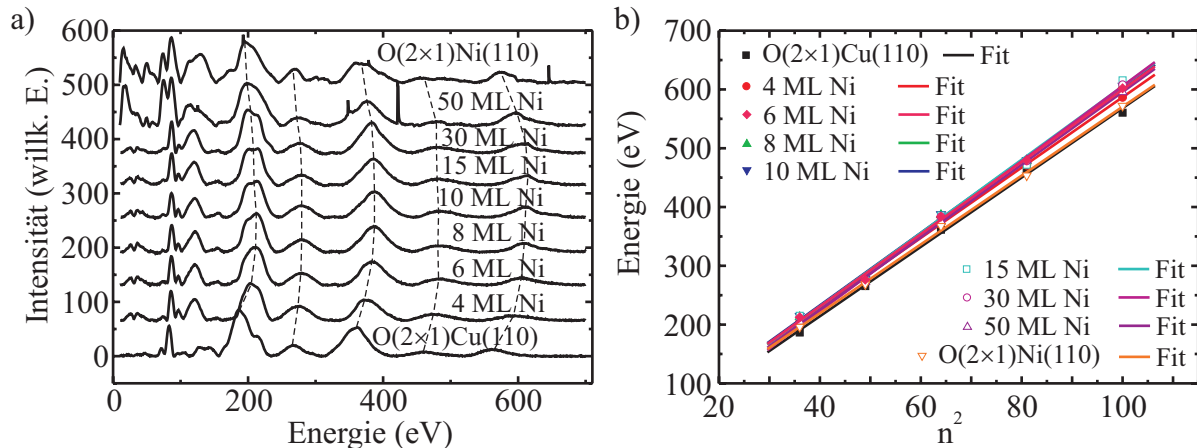 a)
600
500
400
300
200
100
0
Intensität (willk. E.)
O(2×1)Ni(110)
50 ML Ni
30 ML Ni
15 ML Ni
10 ML Ni
8 ML Ni
6 ML Ni
4 ML Ni
O(2×1)Cu(110)
0 200 400 600
Energie (eV)
b)
700
600
500
400
300
200
100
Energie (eV)
O(2×1)Cu(110) Fit
4 ML Ni Fit
6 ML Ni Fit
8 ML Ni Fit
10 ML Ni Fit
15 ML Ni Fit
30 ML Ni Fit
50 ML Ni Fit
O(2×1)Ni(110) Fit
20 40 60 80 100
n²